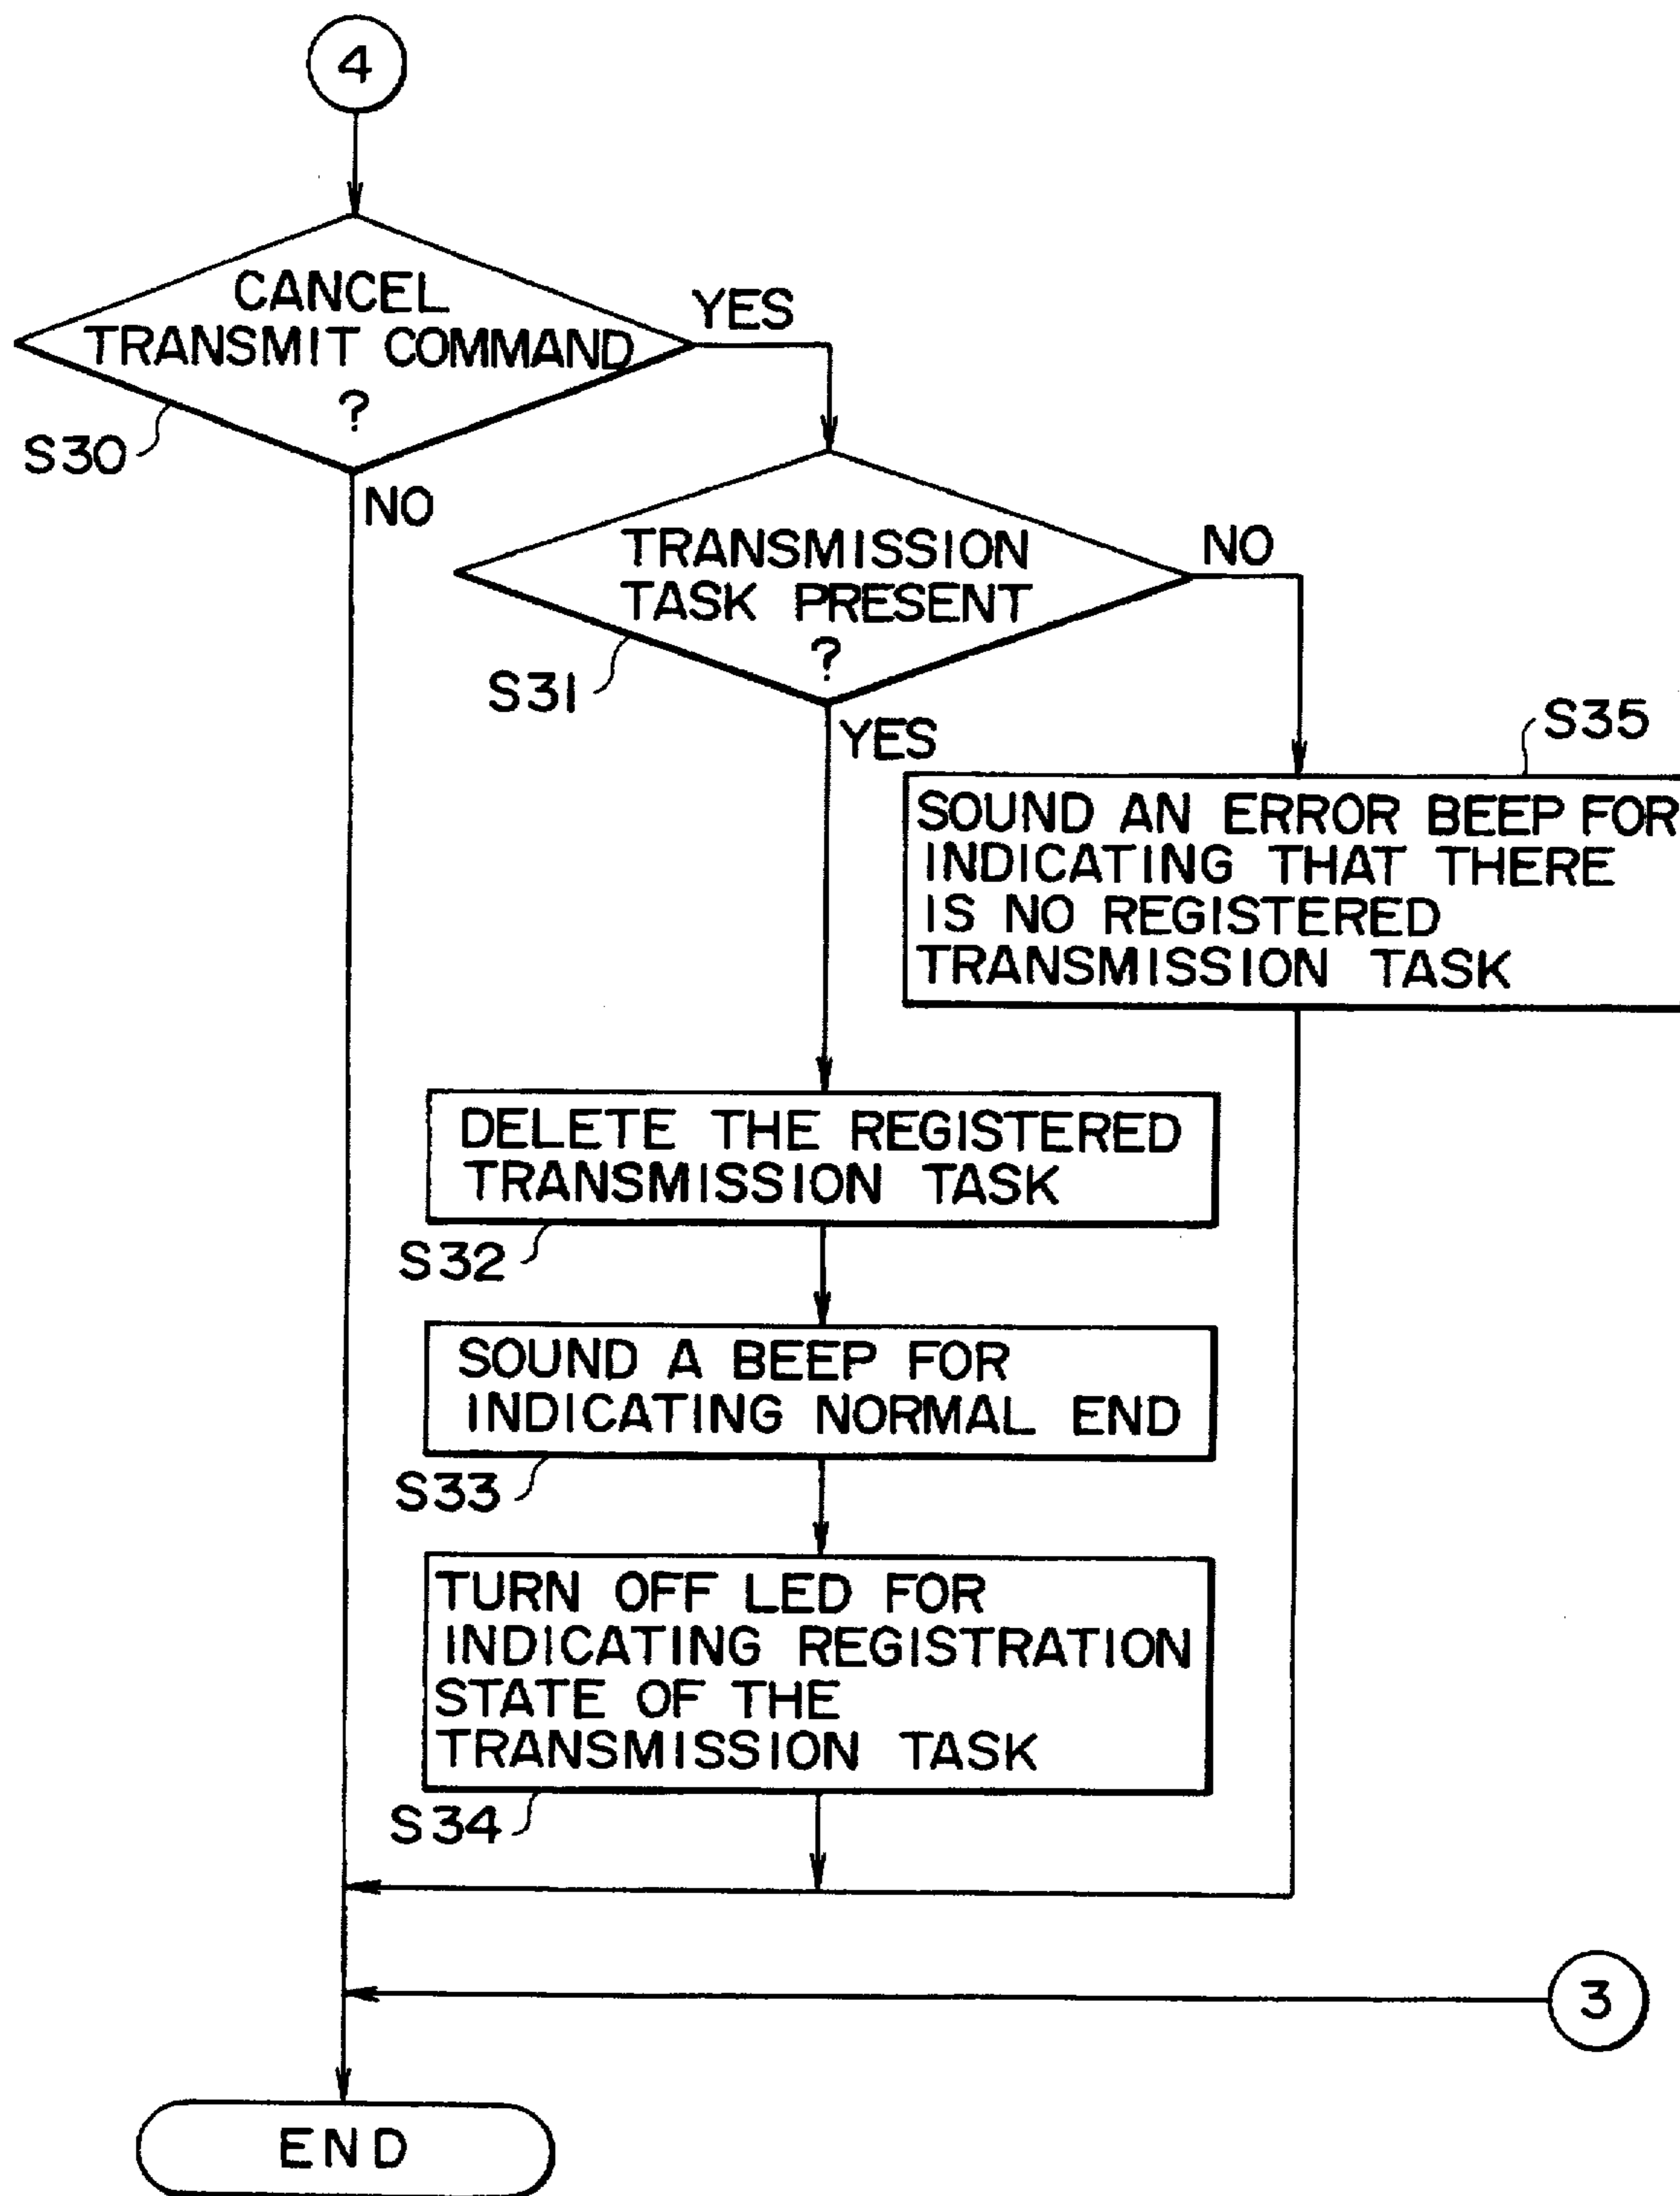 4
CANCEL
TRANSMIT COMMAND
?
YES
S30
NO
TRANSMISSION
TASK PRESENT
?
NO
S31
YES
S35
SOUND AN ERROR BEEP FOR
INDICATING THAT THERE
IS NO REGISTERED
TRANSMISSION TASK
DELETE THE REGISTERED
TRANSMISSION TASK
S32
SOUND A BEEP FOR
INDICATING NORMAL END
S33
TURN OFF LED FOR
INDICATING REGISTRATION
STATE OF THE
TRANSMISSION TASK
S34
3
END